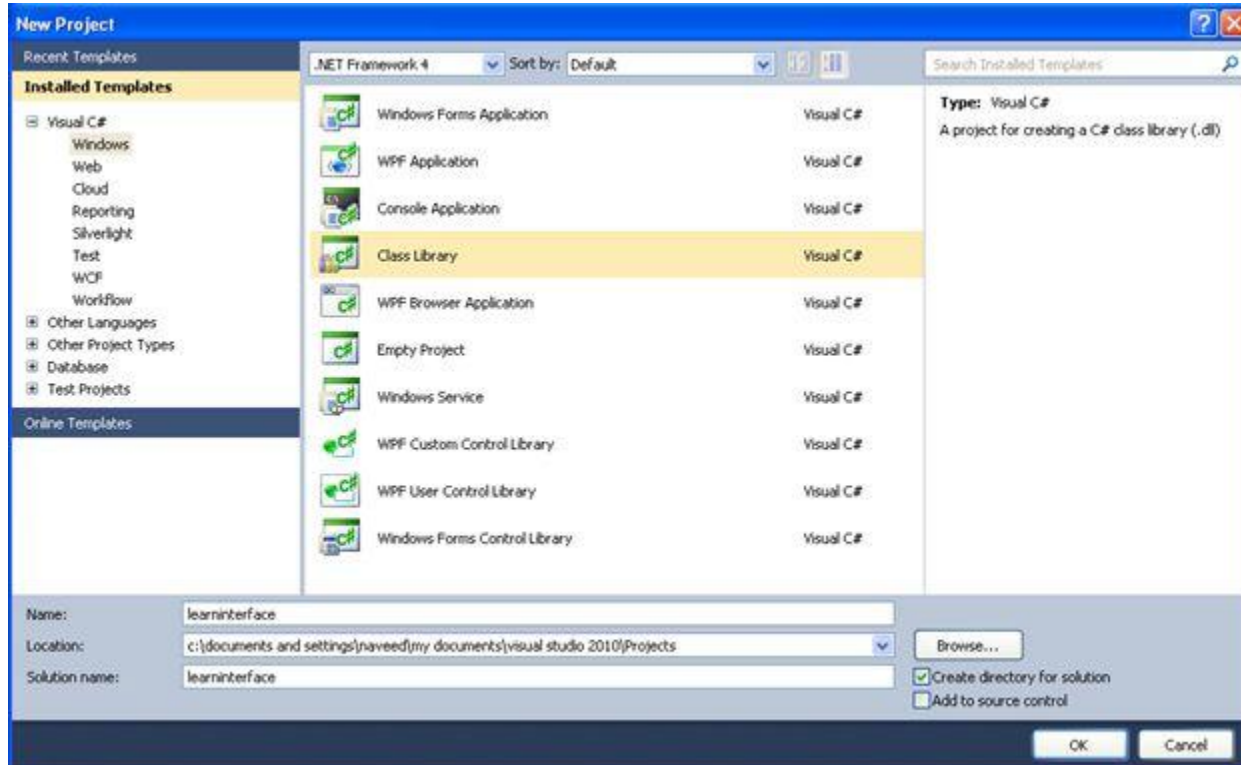 New Project
Recent Templates
Installed Templates
Visual C#
Windows
Web
Cloud
Reporting
Silverlight
Test
WCF
Workflow
Other Languages
Other Project Types
Database
Test Projects
Online Templates
.NET Framework 4
Sort by: Default
Windows Forms Application Visual C#
WPF Application Visual C#
Console Application Visual C#
Class Library Visual C#
WPF Browser Application Visual C#
Empty Project Visual C#
Windows Service Visual C#
WPF Custom Control Library Visual C#
WPF User Control Library Visual C#
Windows Forms Control Library Visual C#
Search Installed Templates
Type: Visual C#
A project for creating a C# class library (.dll)
Name: learninterface
Location: c:\documents and settings\naveed\my documents\visual studio 2010\Projects
Browse...
Solution name: learninterface
Create directory for solution
Add to source control
OK Cancel